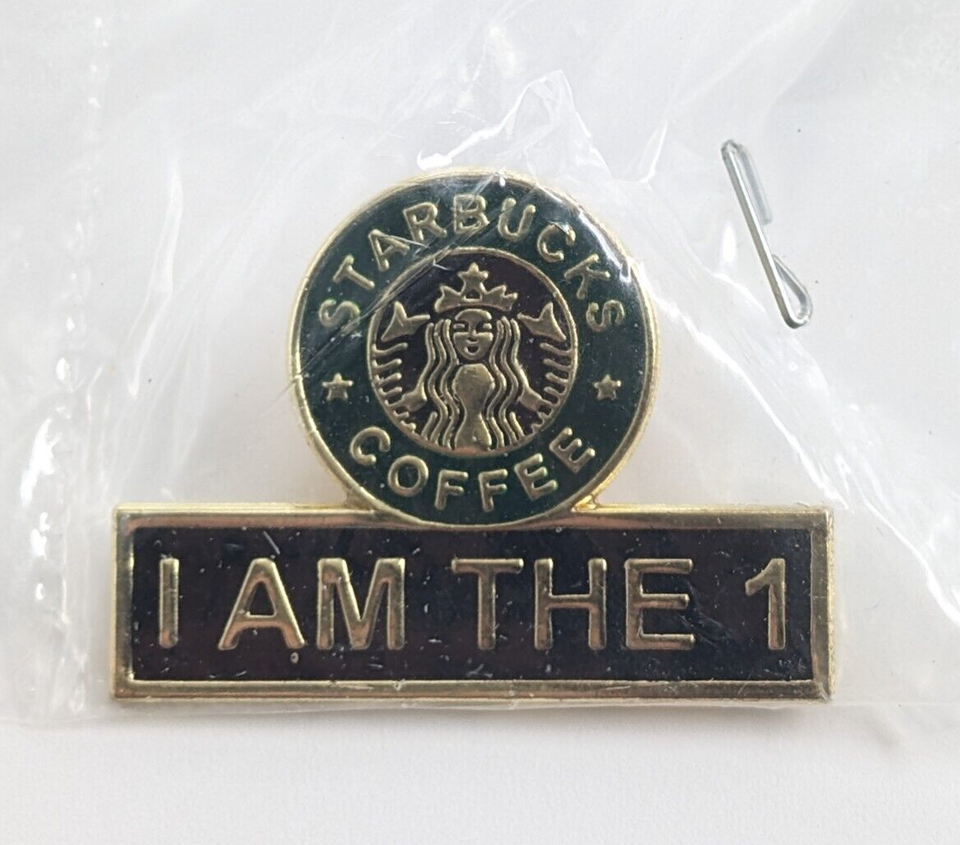 STARBUCKS
COFFEE
I AM THE 1